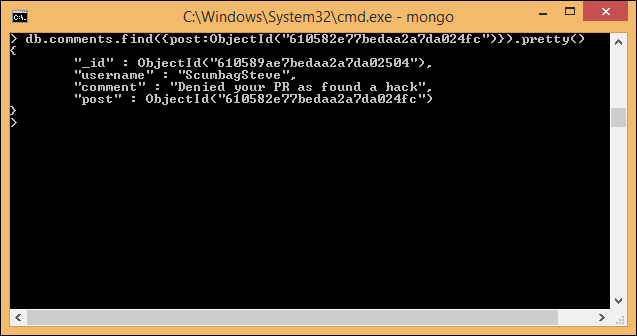 C:\Windows\System32\cmd.exe - mongo
> db.comments.find({post:ObjectId("610582e77bedaa2a7da024fc")}).pretty()
{
"_id" : ObjectId("610589ae7bedaa2a7da02504"),
"username" : "ScumbagSteve",
"comment" : "Denied your PR as found a hack",
"post" : ObjectId("610582e77bedaa2a7da024fc")
}
>